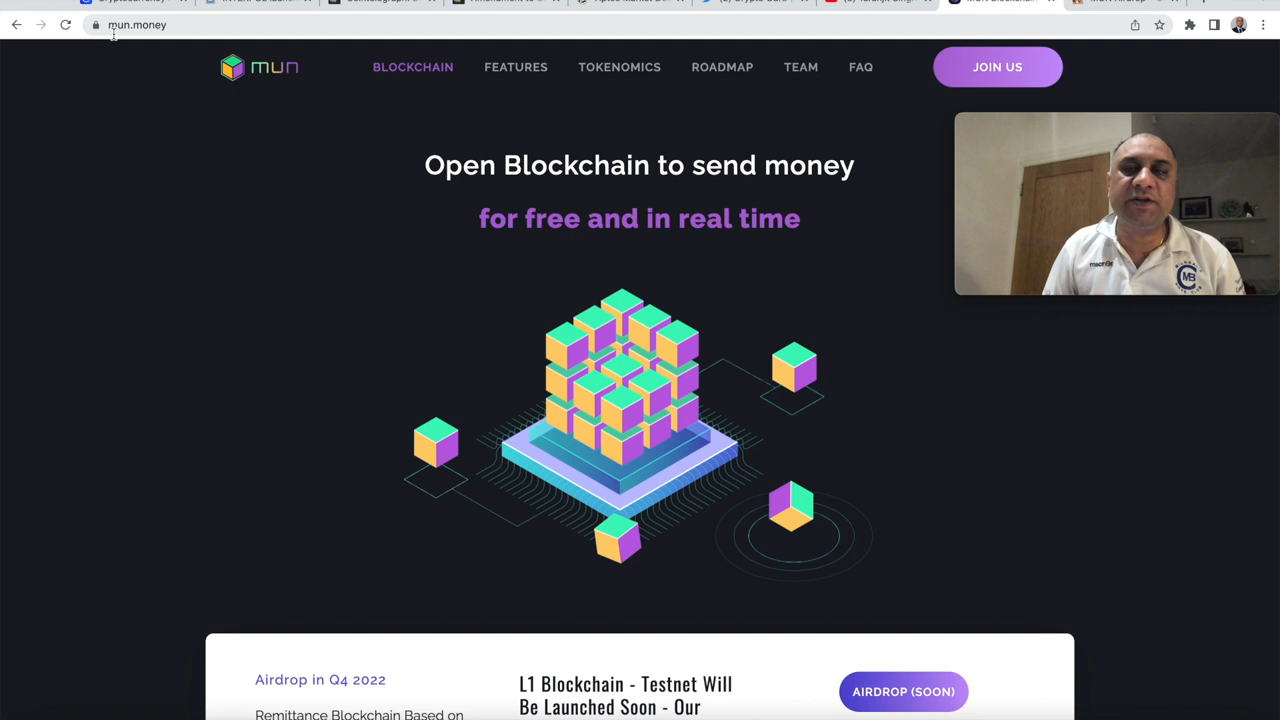 mun.money
mun
BLOCKCHAIN
FEATURES
TOKENOMICS
ROADMAP
TEAM
FAQ
JOIN US
Open Blockchain to send money
for free and in real time
macron
MB
Airdrop in Q4 2022
Remittance Blockchain Based on
L1 Blockchain - Testnet Will
Be Launched Soon - Our
AIRDROP (SOON)